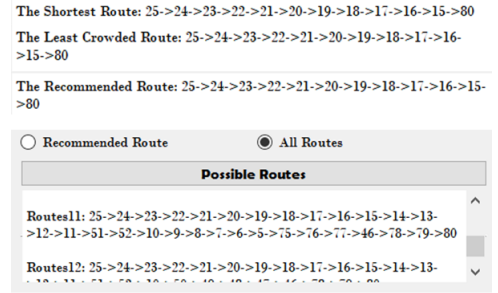 The Shortest Route: 25->24->23->22->21->20->19->18->17->16->15->80
The Least Crowded Route: 25->24->23->22->21->20->19->18->17->16-
>15->80
The Recommended Route: 25->24->23->22->21->20->19->18->17->16->15-
>80
Recommended Route All Routes
Possible Routes
Routes11: 25->24->23->22->21->20->19->18->17->16->15->14->13-
>12->11->51->52->10->9->8->7->6->5->75->76->77->46->78->79->80
Routes12: 25->24->23->22->21->20->19->18->17->16->15->14->13-